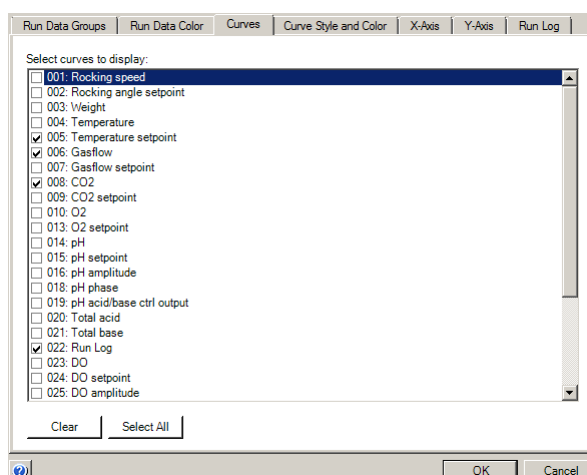 Run Data Groups Run Data Color Curves Curve Style and Color X-Axis Y-Axis Run Log
Select curves to display:
001: Rocking speed
002: Rocking angle setpoint
003: Weight
004: Temperature
005: Temperature setpoint
006: Gasflow
007: Gasflow setpoint
008: CO2
009: CO2 setpoint
010: O2
013: O2 setpoint
014: pH
015: pH setpoint
016: pH amplitude
018: pH phase
019: pH acid/base ctrl output
020: Total acid
021: Total base
022: Run Log
023: DO
024: DO setpoint
025: DO amplitude
Clear Select All
? OK Cancel